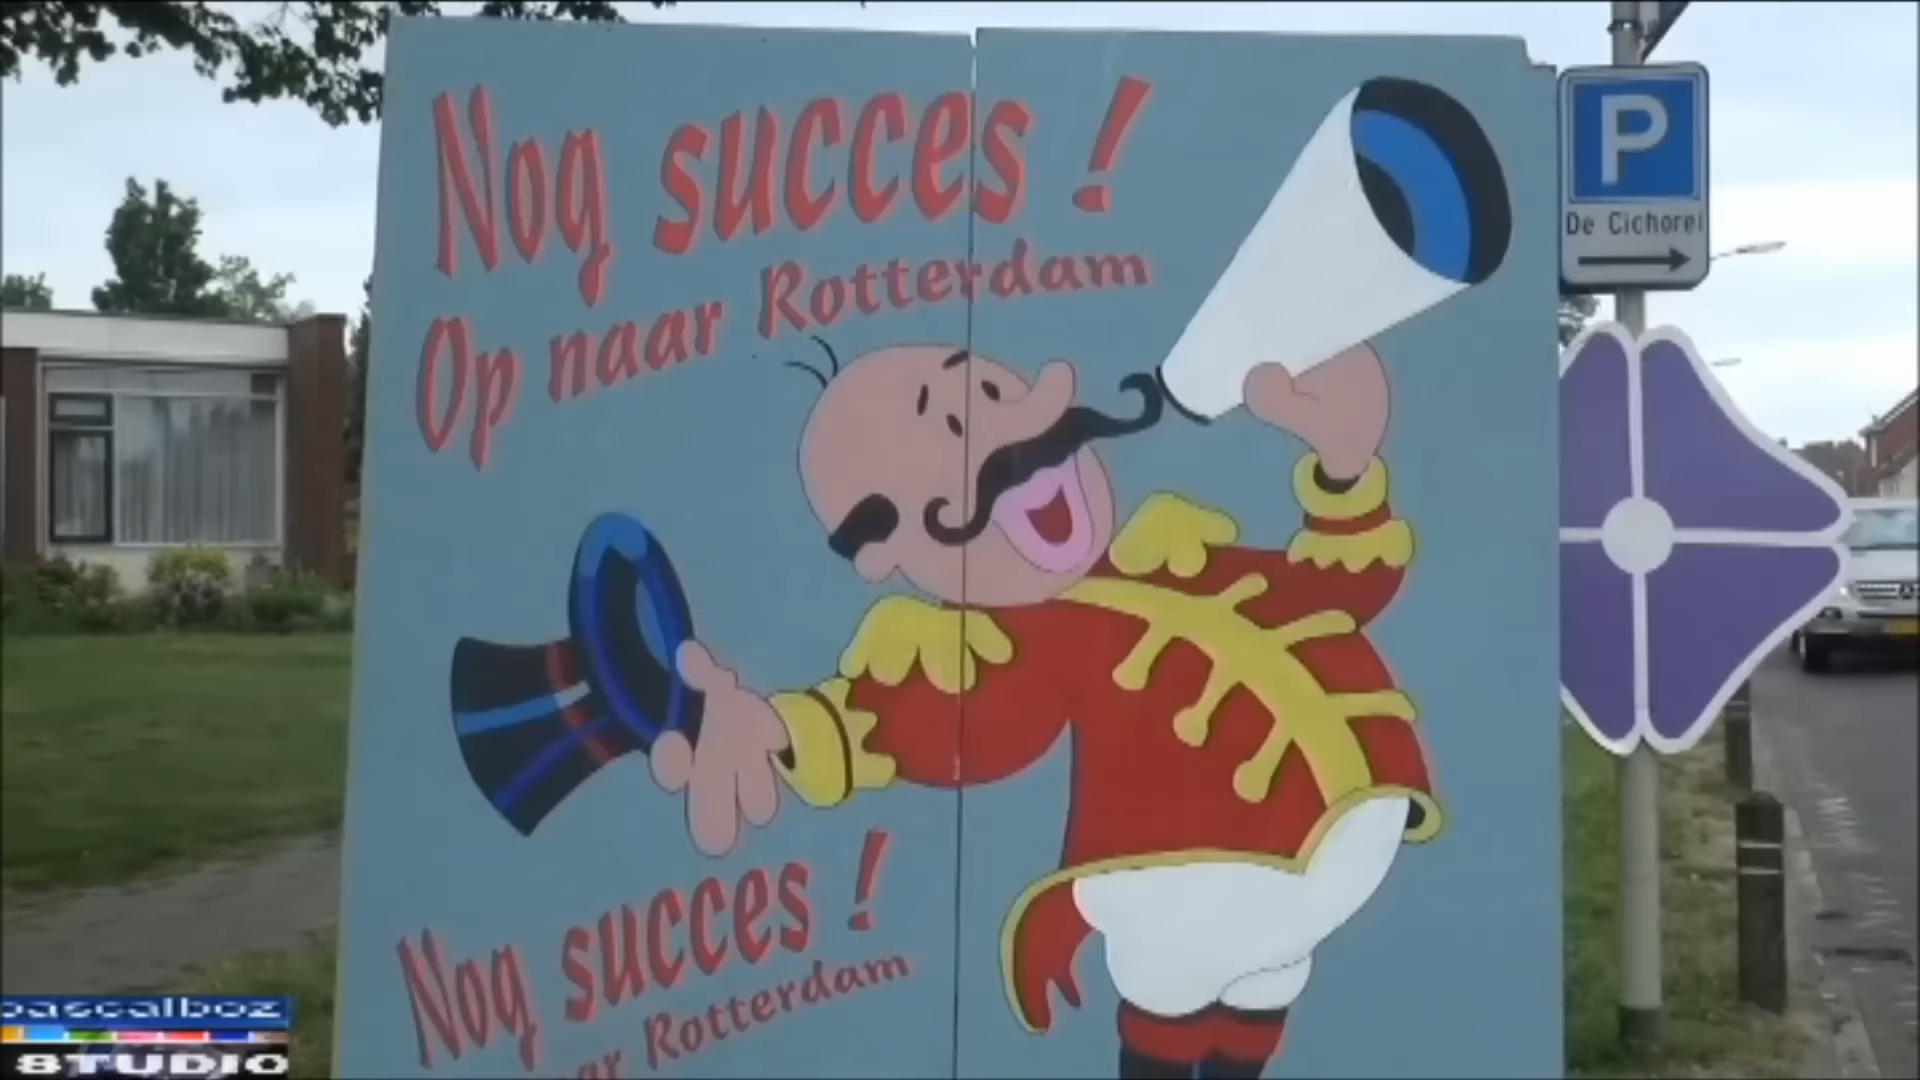 Nog succes !
Op naar Rotterdam
P
De Cichorei
Nog succes !
naar Rotterdam
pascalboz
STUDIO